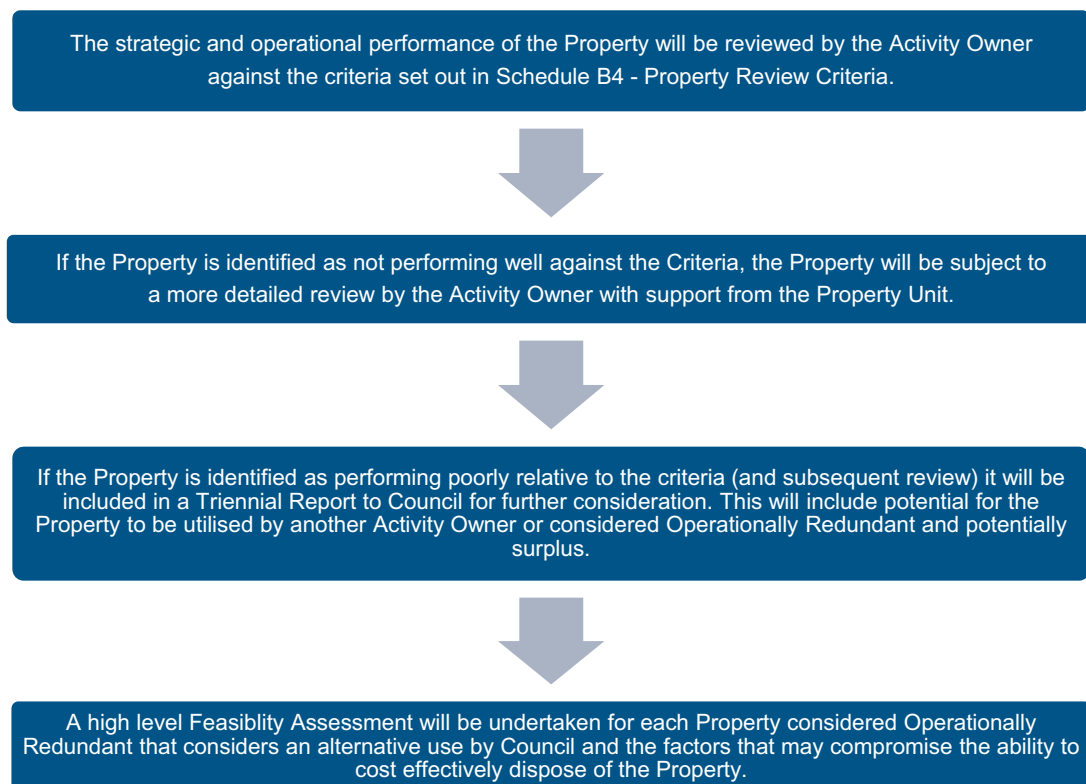 The strategic and operational performance of the Property will be reviewed by the Activity Owner
against the criteria set out in Schedule B4 - Property Review Criteria.
If the Property is identified as not performing well against the Criteria, the Property will be subject to
a more detailed review by the Activity Owner with support from the Property Unit.
If the Property is identified as performing poorly relative to the criteria (and subsequent review) it will be
included in a Triennial Report to Council for further consideration. This will include potential for the
Property to be utilised by another Activity Owner or considered Operationally Redundant and potentially
surplus.
A high level Feasiblity Assessment will be undertaken for each Property considered Operationally
Redundant that considers an alternative use by Council and the factors that may compromise the ability to
cost effectively dispose of the Property.